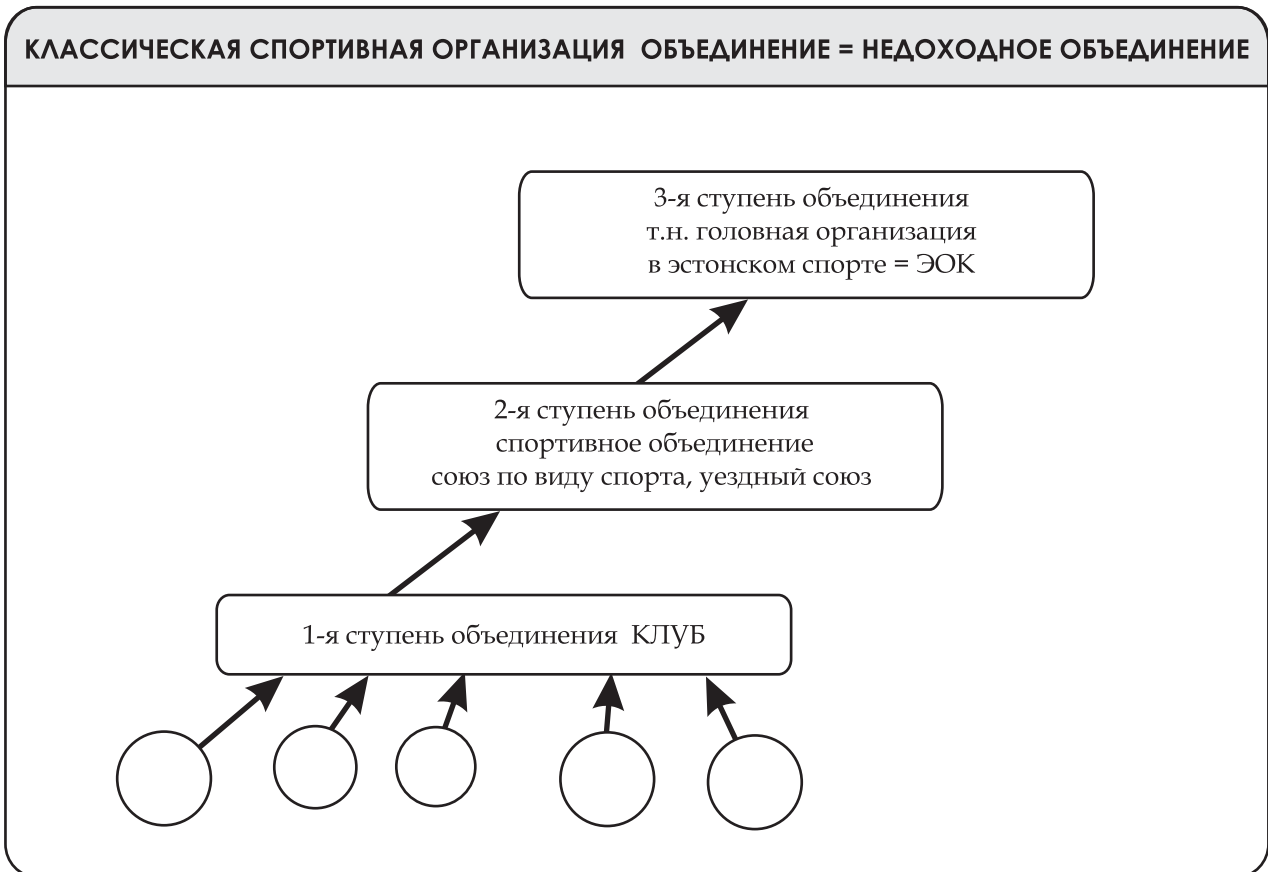 КЛАССИЧЕСКАЯ СПОРТИВНАЯ ОРГАНИЗАЦИЯ ОБЪЕДИНЕНИЕ = НЕДОХОДНОЕ ОБЪЕДИНЕНИЕ
3-я ступень объединения
т.н. головная организация
в эстонском спорте = ЭОК
2-я ступень объединения
спортивное объединение
союз по виду спорта, уездный союз
1-я ступень объединения КЛУБ